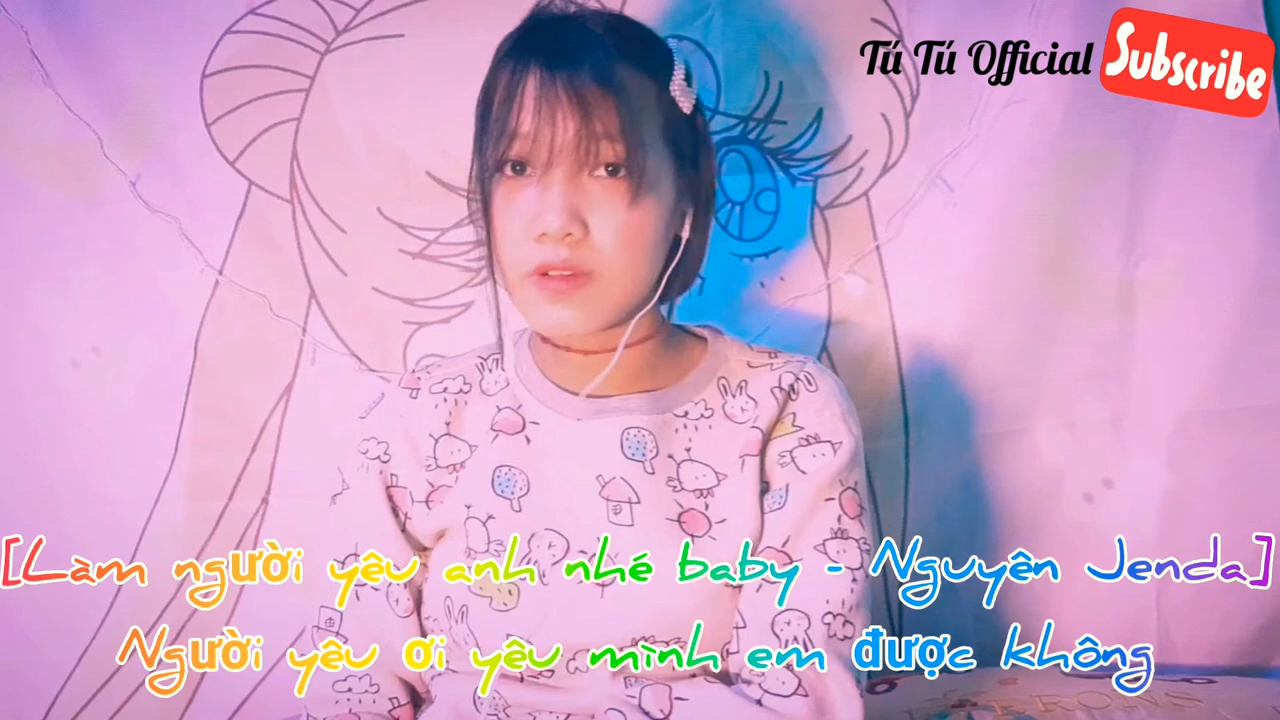 Tú Tú Official Subscribe
[Làm người yêu anh nhé baby - Nguyên Jenda]
Người yêu ơi yêu mình em được không